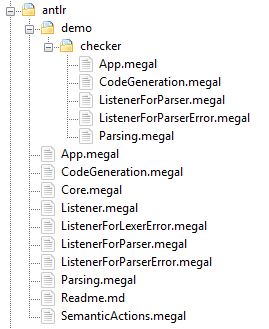 antlr
demo
checker
App.megal
CodeGeneration.megal
ListenerForParser.megal
ListenerForParserError.megal
Parsing.megal
App.megal
CodeGeneration.megal
Core.megal
Listener.megal
ListenerForLexerError.megal
ListenerForParser.megal
ListenerForParserError.megal
Parsing.megal
Readme.md
SemanticActions.megal